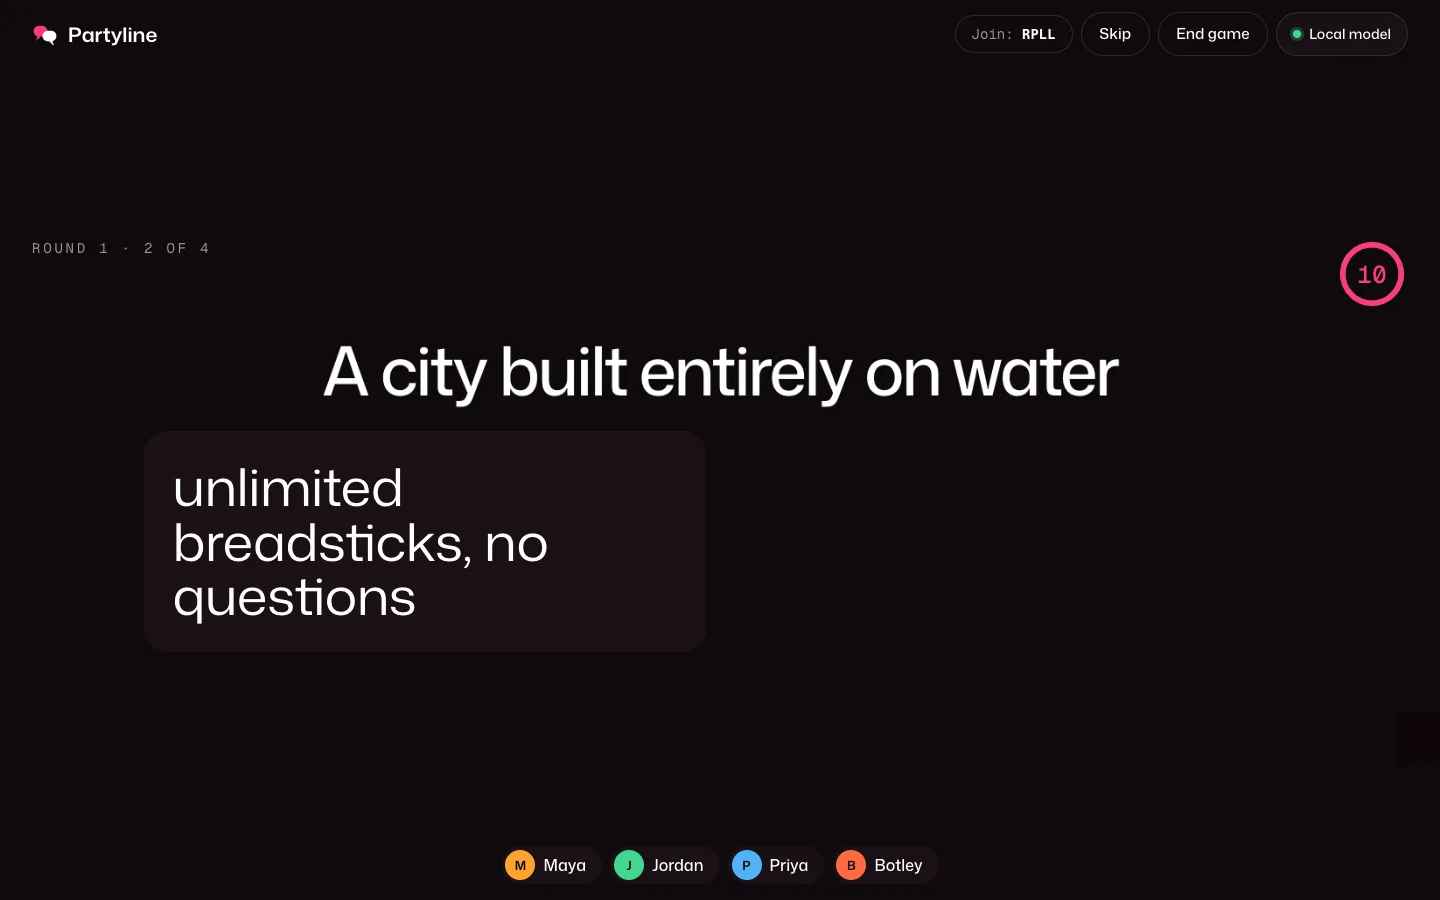 Partyline
Join: RPLL
Skip
End game
Local model
ROUND 1 · 2 OF 4
10
A city built entirely on water
unlimited
breadsticks, no
questions
M Maya
J Jordan
P Priya
B Botley